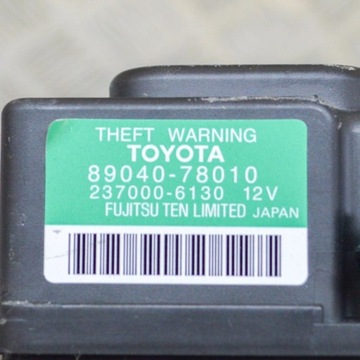 THEFT WARNING
TOYOTA
89040-78010
237000-6130 12V
FUJITSU TEN LIMITED JAPAN